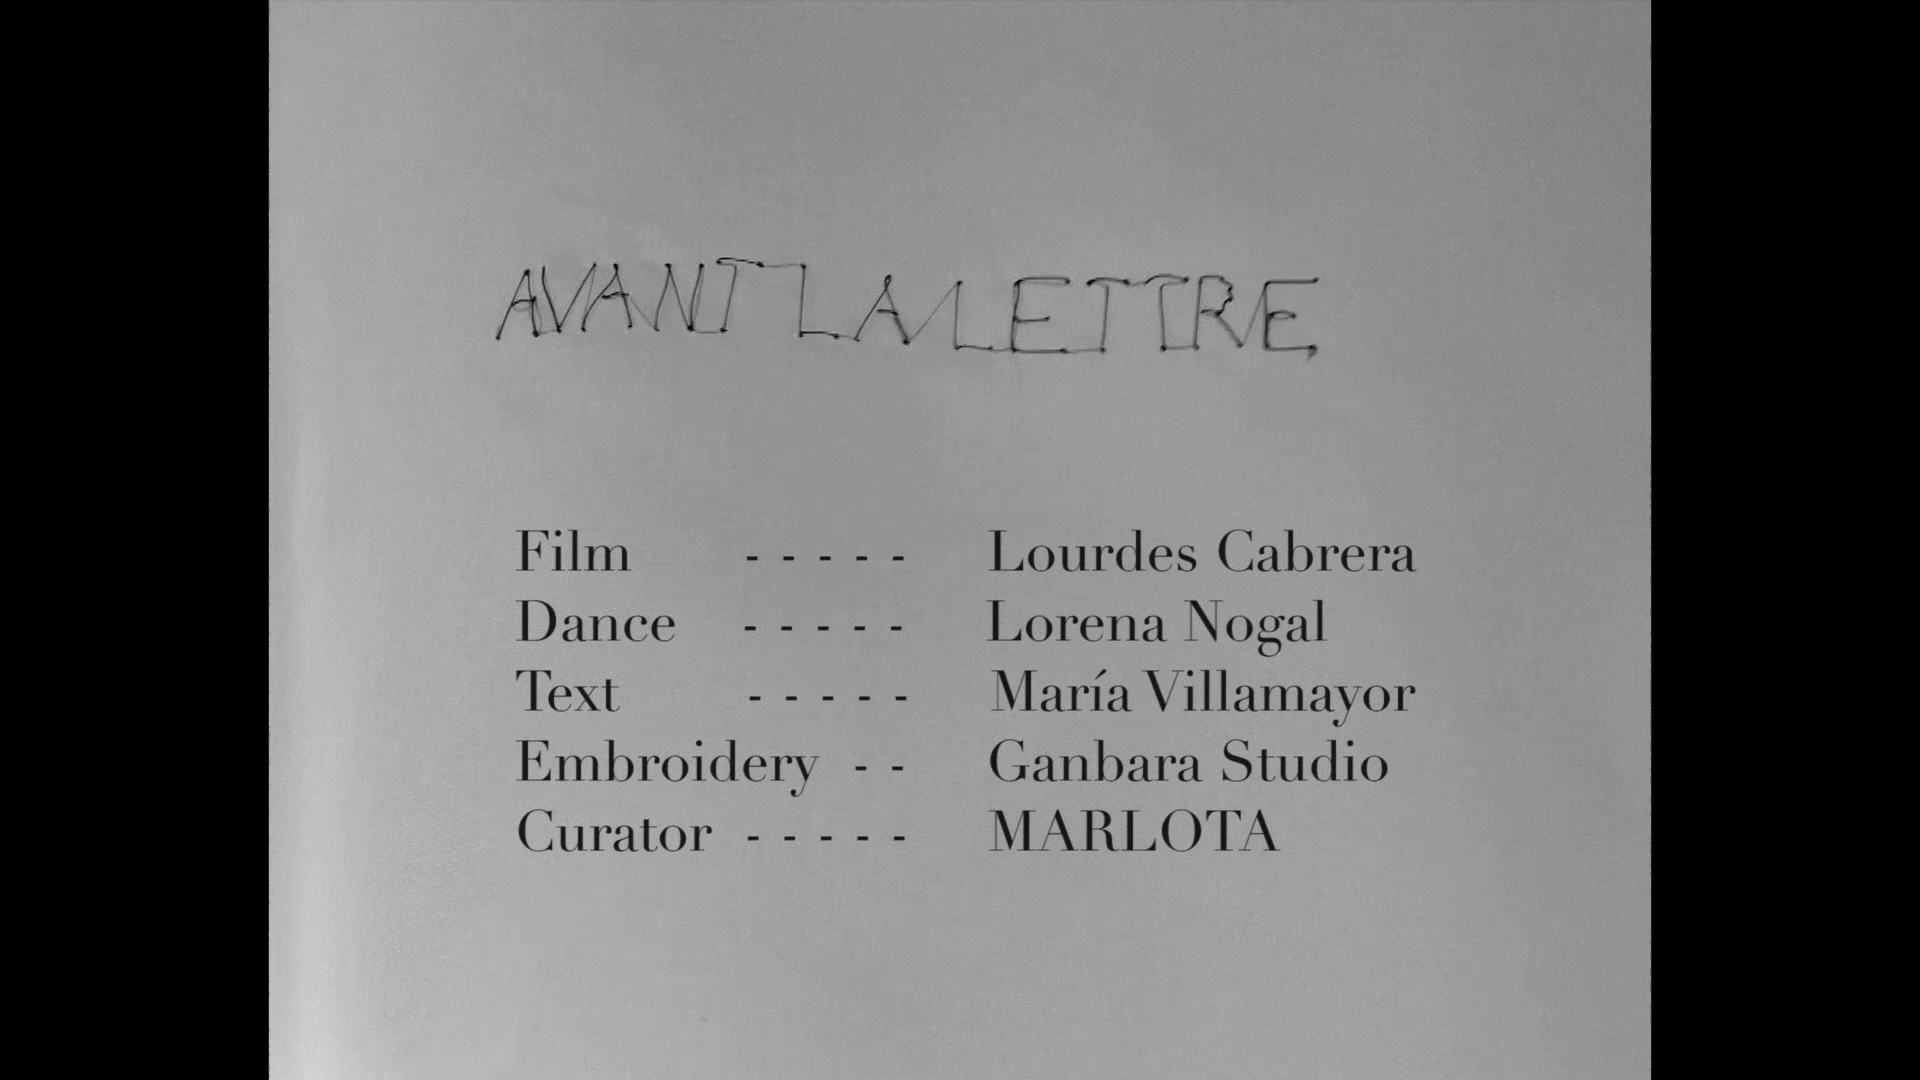 AVANT LA LETTRE,
Film - - - - - Lourdes Cabrera
Dance - - - - - Lorena Nogal
Text - - - - - María Villamayor
Embroidery - - Ganbara Studio
Curator - - - - - MARLOTA